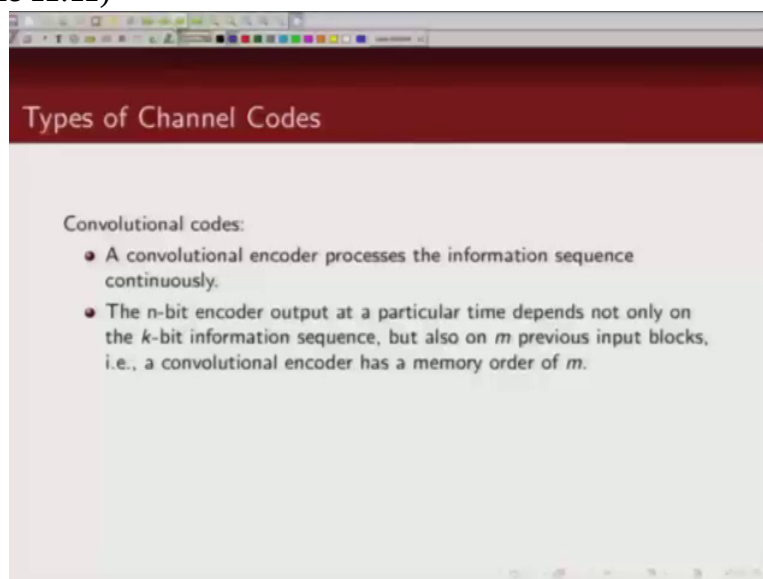 Types of Channel Codes
Convolutional codes:
A convolutional encoder processes the information sequence
continuously.
The n-bit encoder output at a particular time depends not only on
the k-bit information sequence, but also on m previous input blocks,
i.e., a convolutional encoder has a memory order of m.